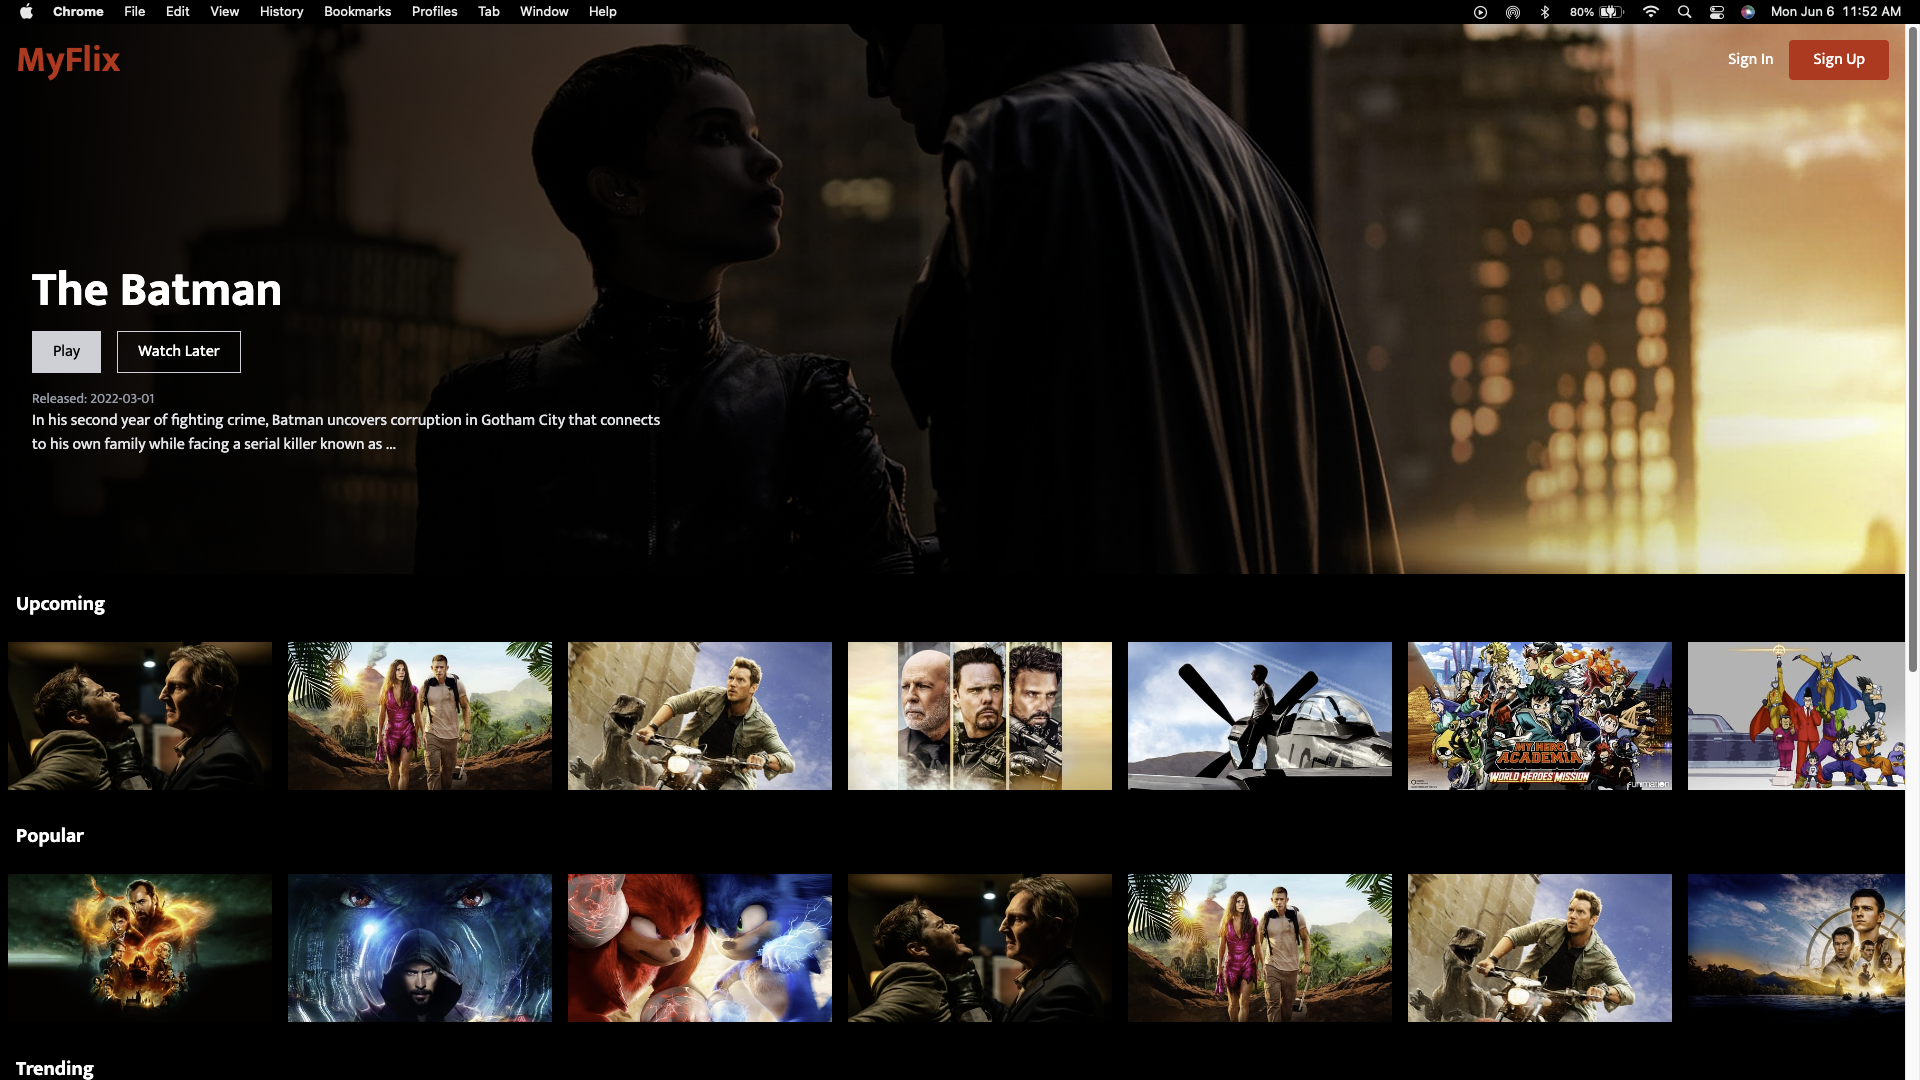 Chrome File Edit View History Bookmarks Profiles Tab Window Help 80% Mon Jun 6 11:52 AM
MyFlix Sign In Sign Up
The Batman
Play Watch Later
Released: 2022-03-01
In his second year of fighting crime, Batman uncovers corruption in Gotham City that connects
to his own family while facing a serial killer known as ...
Upcoming
MY HERO
ACADEMIA
WORLD HEROES MISSION
Funimation
Popular
Trending